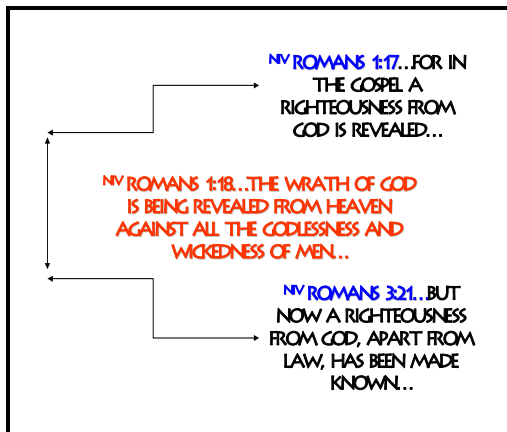 NIV ROMANS 1:17...FOR IN
THE GOSPEL A
RIGHTEOUSNESS FROM
GOD IS REVEALED...
NIV ROMANS 1:18...THE WRATH OF GOD
IS BEING REVEALED FROM HEAVEN
AGAINST ALL THE GODLESSNESS AND
WICKEDNESS OF MEN...
NIV ROMANS 3:21...BUT
NOW A RIGHTEOUSNESS
FROM GOD, APART FROM
LAW, HAS BEEN MADE
KNOWN...